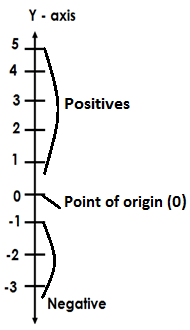 Y - axis
5
4
3
Positives
2
1
0
Point of origin (0)
-1
-2
-3
Negative